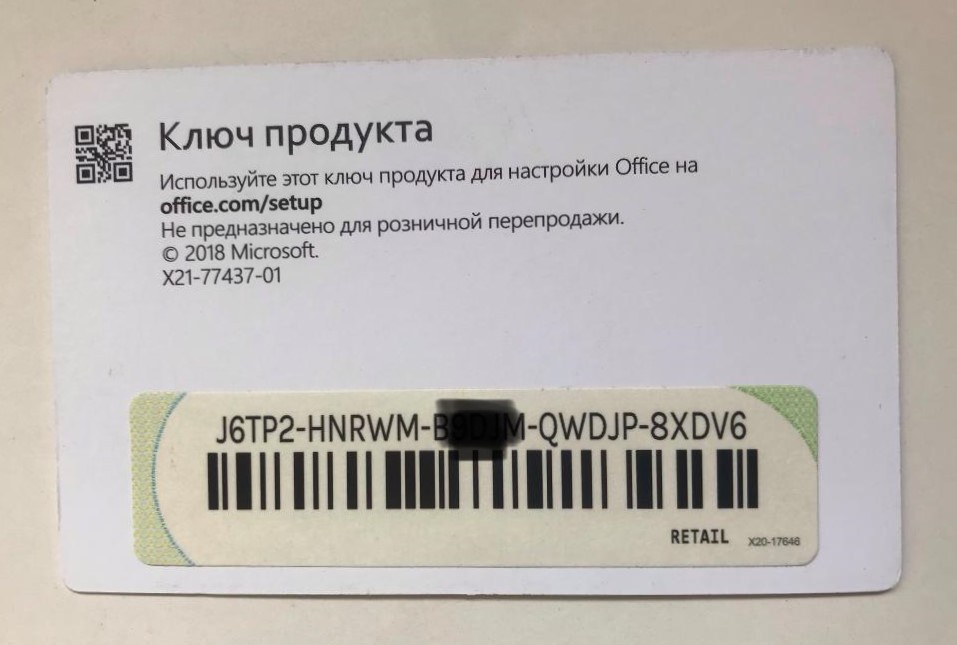 Ключ продукта
Используйте этот ключ продукта для настройки Office на
office.com/setup
Не предназначено для розничной перепродажи.
© 2018 Microsoft.
X21-77437-01
J6TP2-HNRWM- -QWDJP-8XDV6
RETAIL X20-17646